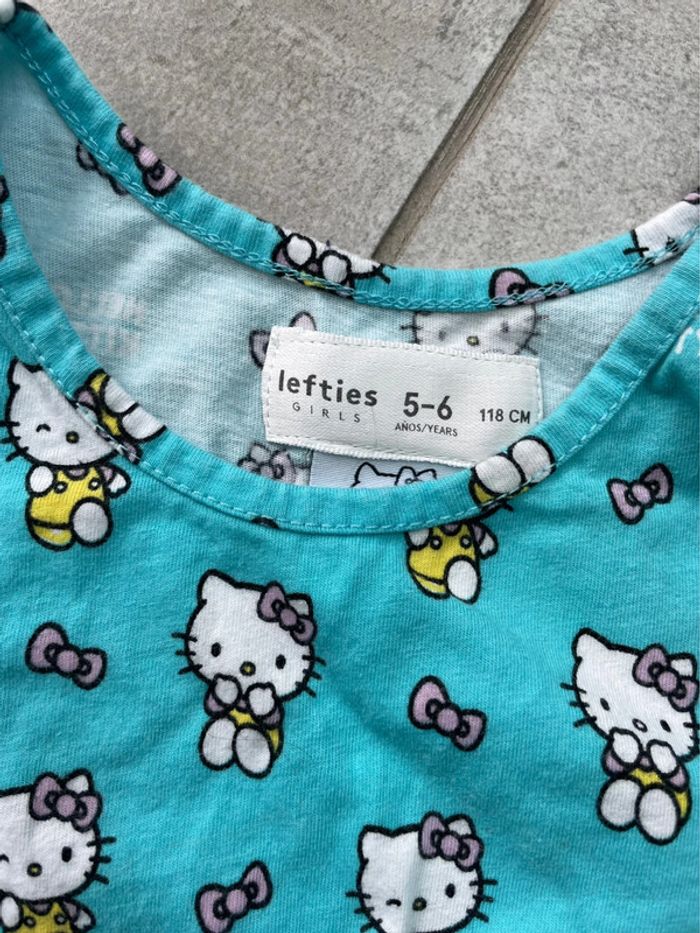 lefties
GIRLS
5-6
AÑOS/YEARS
118 CM